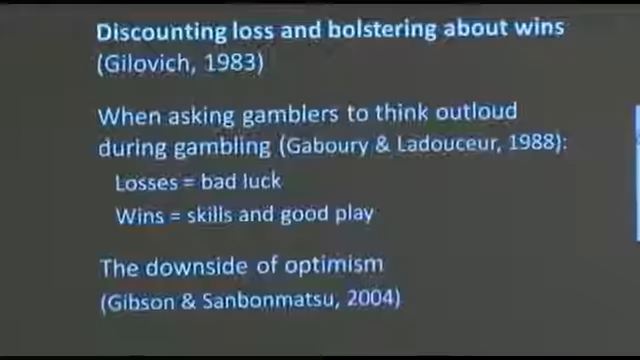 Discounting loss and bolstering about wins
(Gilovich, 1983)
When asking gamblers to think outloud
during gambling (Gaboury & Ladouceur, 1988):
Losses = bad luck
Wins = skills and good play
The downside of optimism
(Gibson & Sanbonmatsu, 2004)